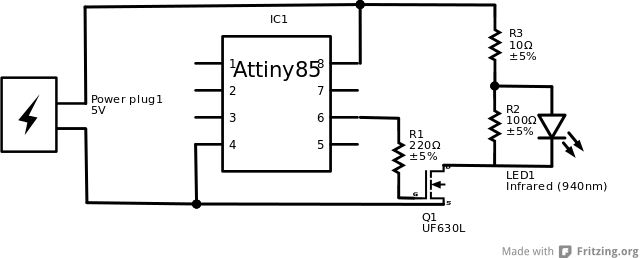 IC1
R3
10Ω
±5%
1
Attiny85
8
Power plug1
5V
2
7
R2
100Ω
±5%
3
6
R1
220Ω
±5%
4
5
D
LED1
Infrared (940nm)
G
S
Q1
UF630L
Made with Fritzing.org